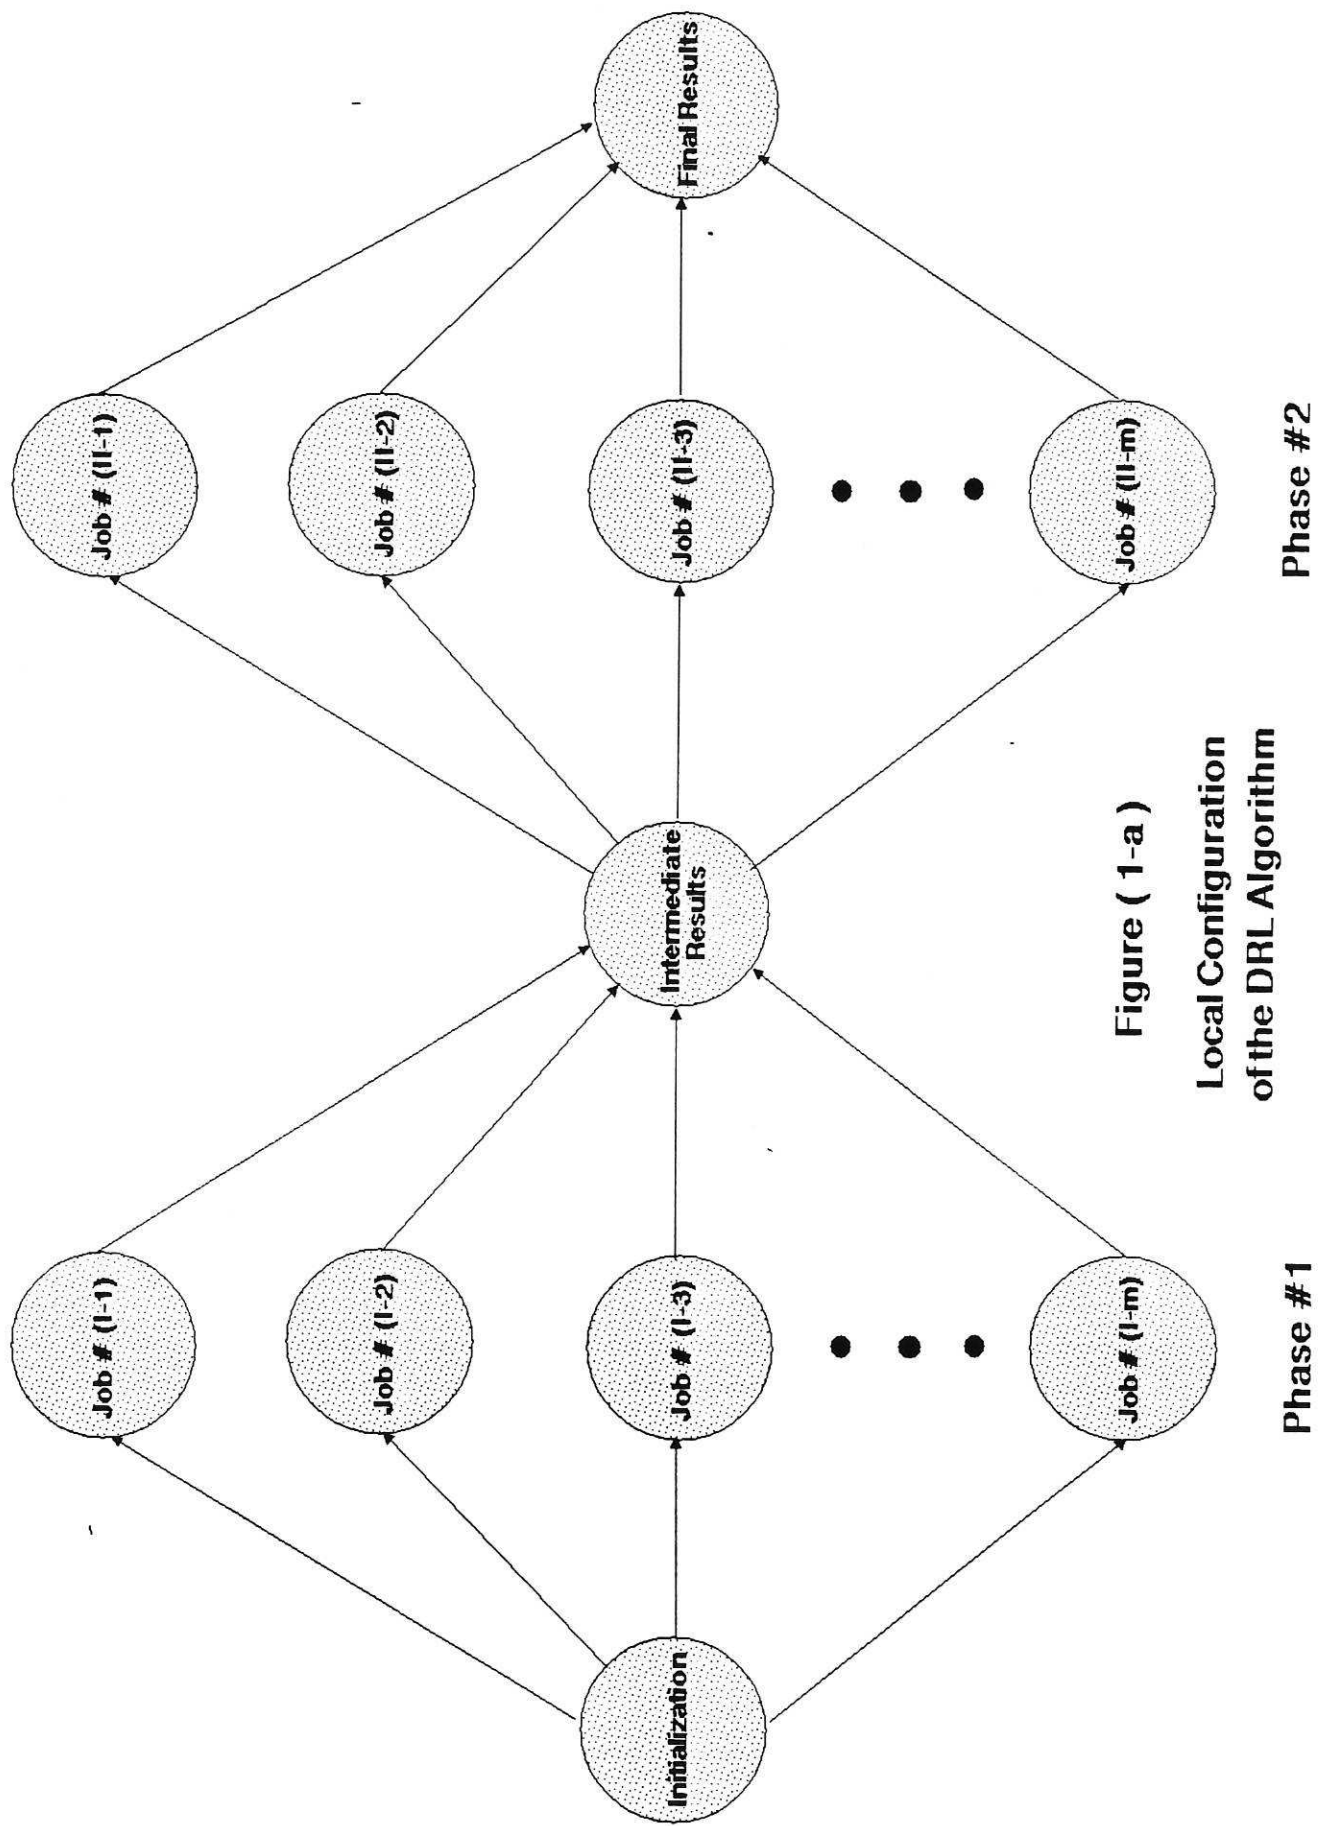 Job # (I-1)
Job # (II-1)
Job # (I-2)
Job # (II-2)
Initialization
Job # (I-3)
Intermediate
Results
Job # (II-3)
Final Results
Job # (I-m)
Job # (II-m)
Figure ( 1-a )
Local Configuration
of the DRL Algorithm
Phase #1
Phase #2